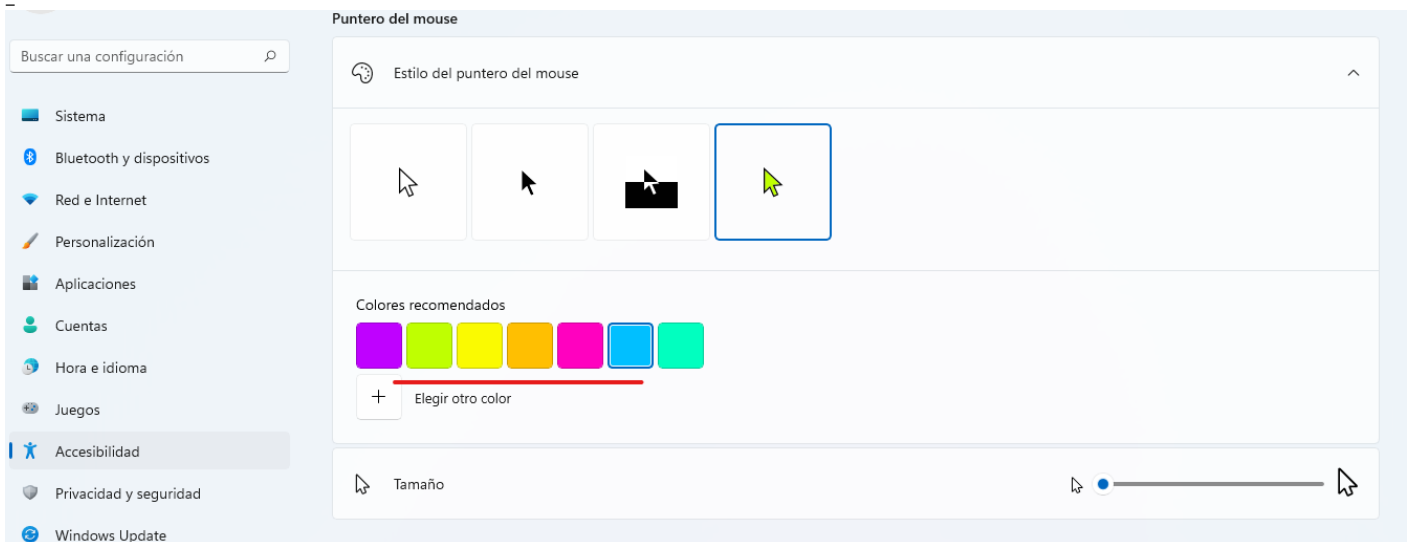 Puntero del mouse
Buscar una configuración
Estilo del puntero del mouse
Sistema
Bluetooth y dispositivos
Red e Internet
Personalización
Aplicaciones
Cuentas
Hora e idioma
Juegos
Accesibilidad
Privacidad y seguridad
Windows Update
Colores recomendados
Elegir otro color
Tamaño